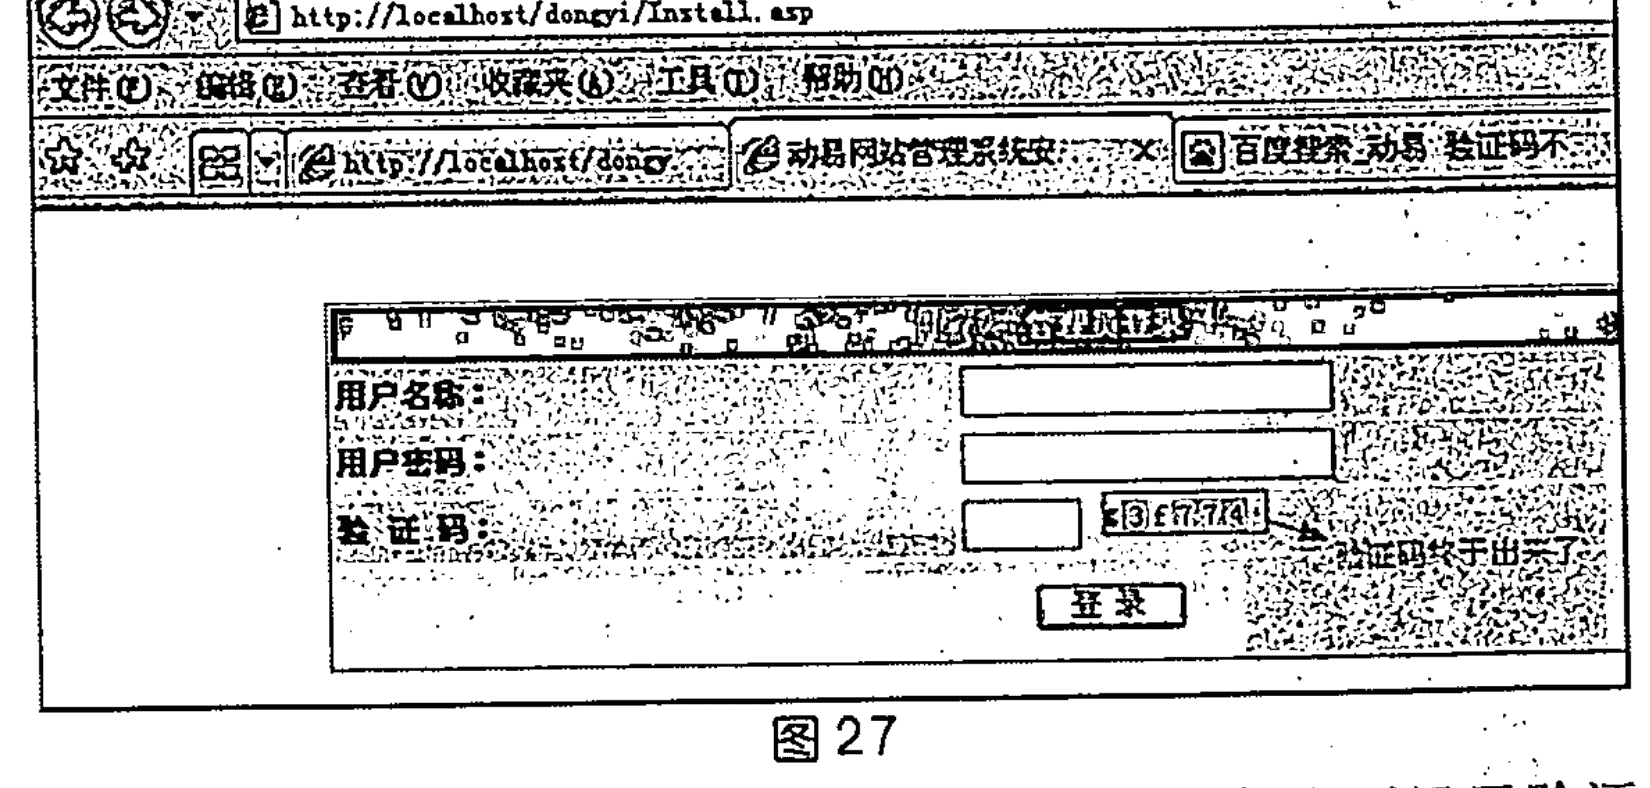 http://localhost/dongyi/Install.asp
文件(F) 编辑(E) 查看(V) 收藏夹(A) 工具(T) 帮助(H)
http://localhost/dongy... 动易网站管理系统安... X 百度搜索_动易 验证码不
用户名称：
用户密码：
验 证 码：
3f774
验证码终于出来了
登 录
图 27